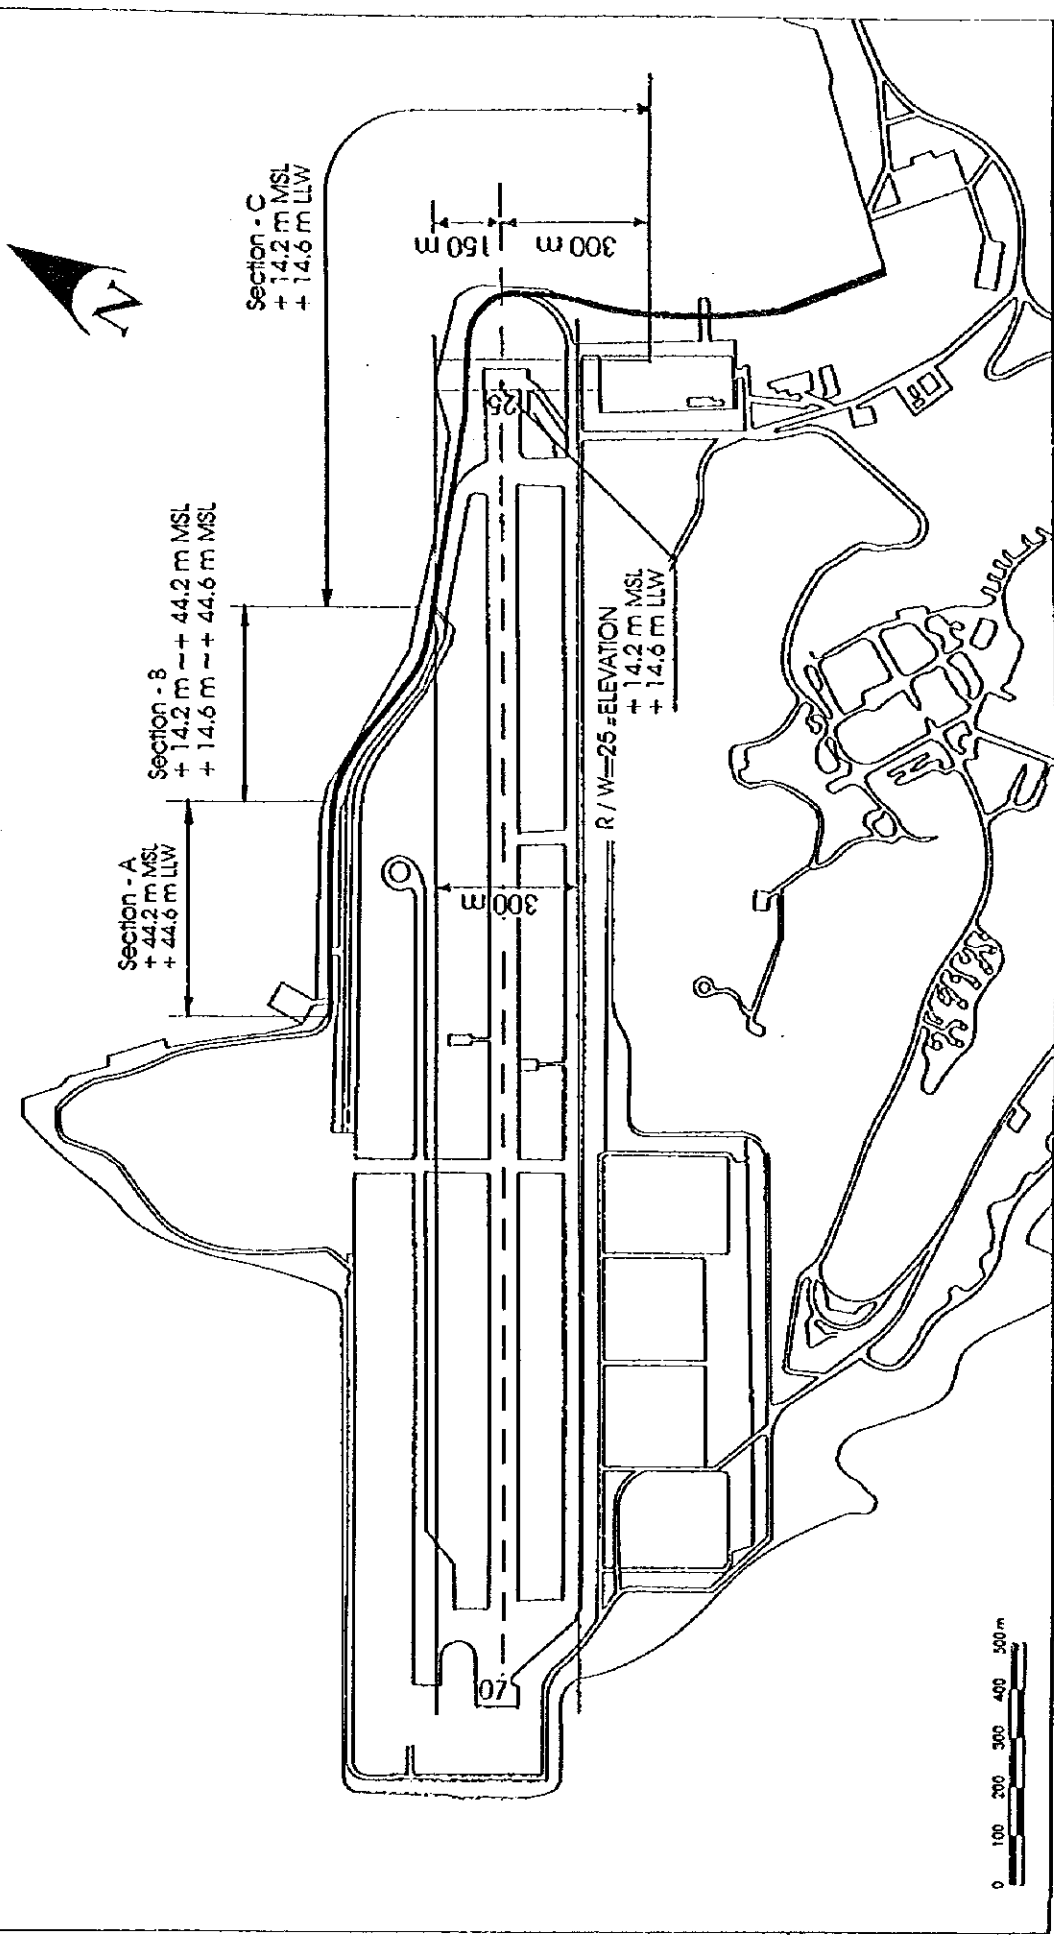 N
Section - C
+ 14.2 m MSL
+ 14.6 m LLW
Section - B
+ 14.2 m ~ + 44.2 m MSL
+ 14.6 m ~ + 44.6 m MSL
Section - A
+ 44.2 m MSL
+ 44.6 m LLW
150 m
300 m
25
R / W=25 = ELEVATION
+ 14.2 m MSL
+ 14.6 m LLW
300 m
07
0 100 200 300 400 500 m